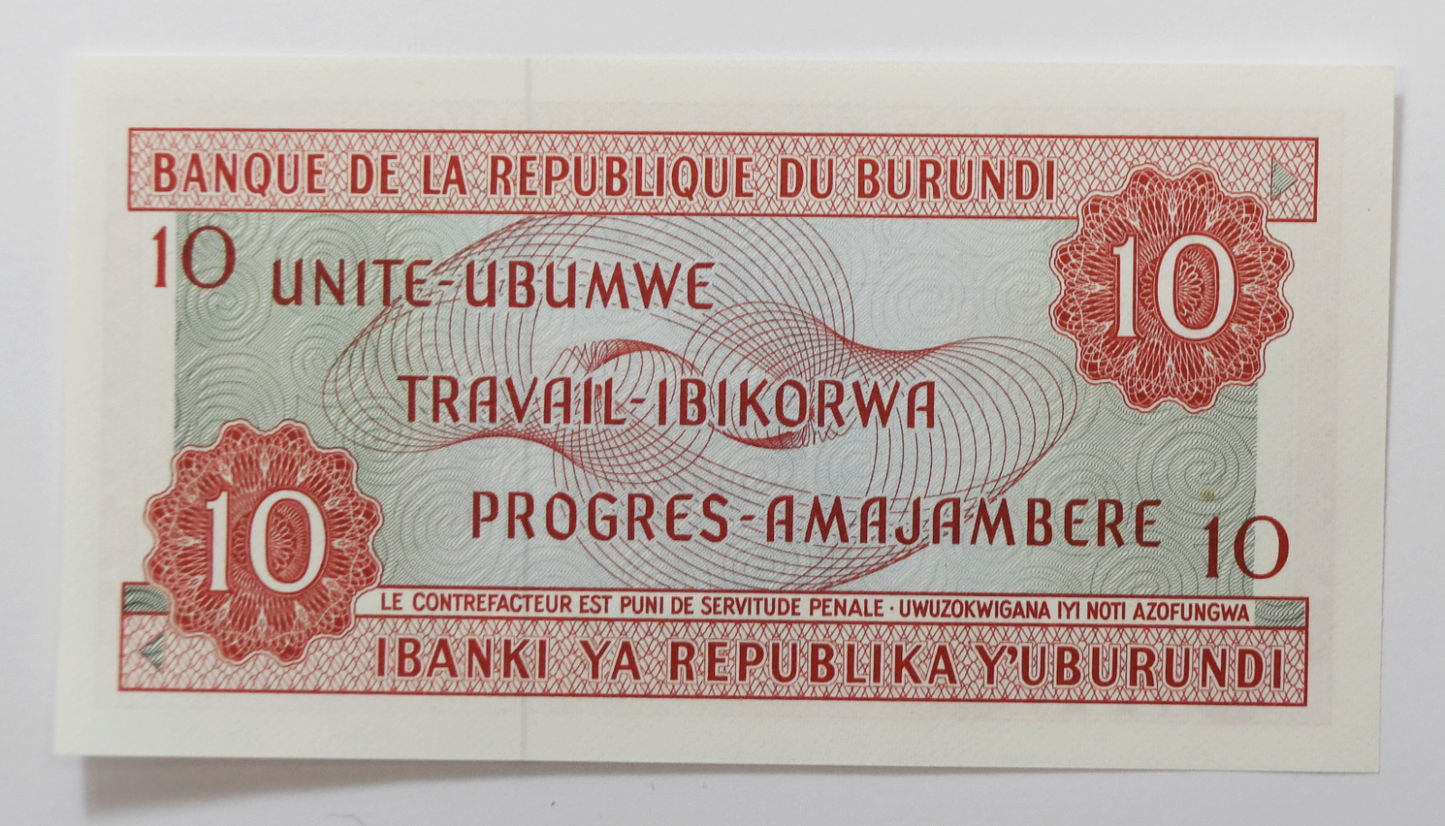 BANQUE DE LA REPUBLIQUE DU BURUNDI
10
10
UNITE-UBUMWE
TRAVAIL-IBIKORWA
PROGRES-AMAJAMBERE
10
10
LE CONTREFACTEUR EST PUNI DE SERVITUDE PENALE · UWUZOKWIGANA IYI NOTI AZOFUNGWA
IBANKI YA REPUBLIKA Y'UBURUNDI